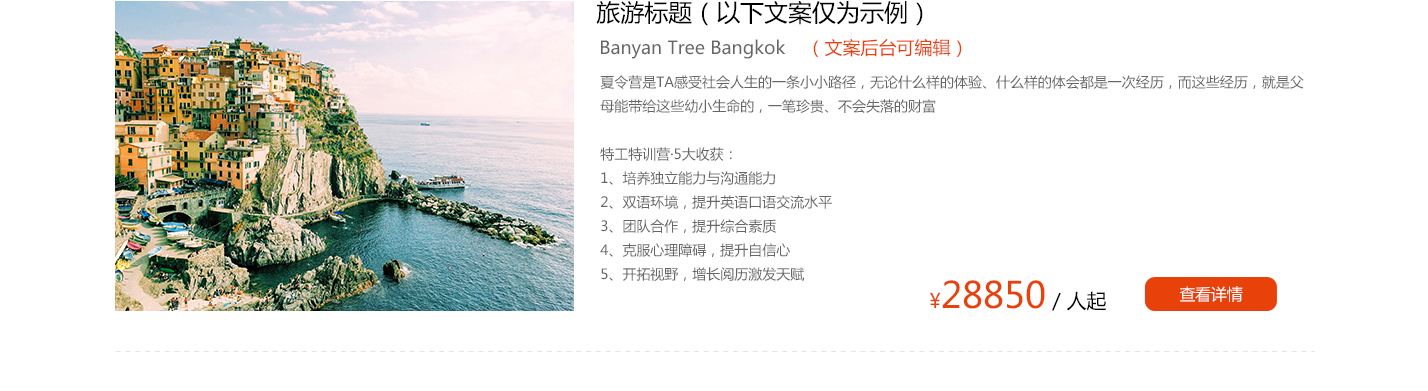 旅游标题（以下文案仅为示例）
Banyan Tree Bangkok （文案后台可编辑）
夏令营是TA感受社会人生的一条小小路径，无论什么样的体验、什么样的体会都是一次经历，而这些经历，就是父
母能带给这些幼小生命的，一笔珍贵、不会失落的财富
特工特训营·5大收获：
1、培养独立能力与沟通能力
2、双语环境，提升英语口语交流水平
3、团队合作，提升综合素质
4、克服心理障碍，提升自信心
5、开拓视野，增长阅历激发天赋
¥28850 / 人起
查看详情